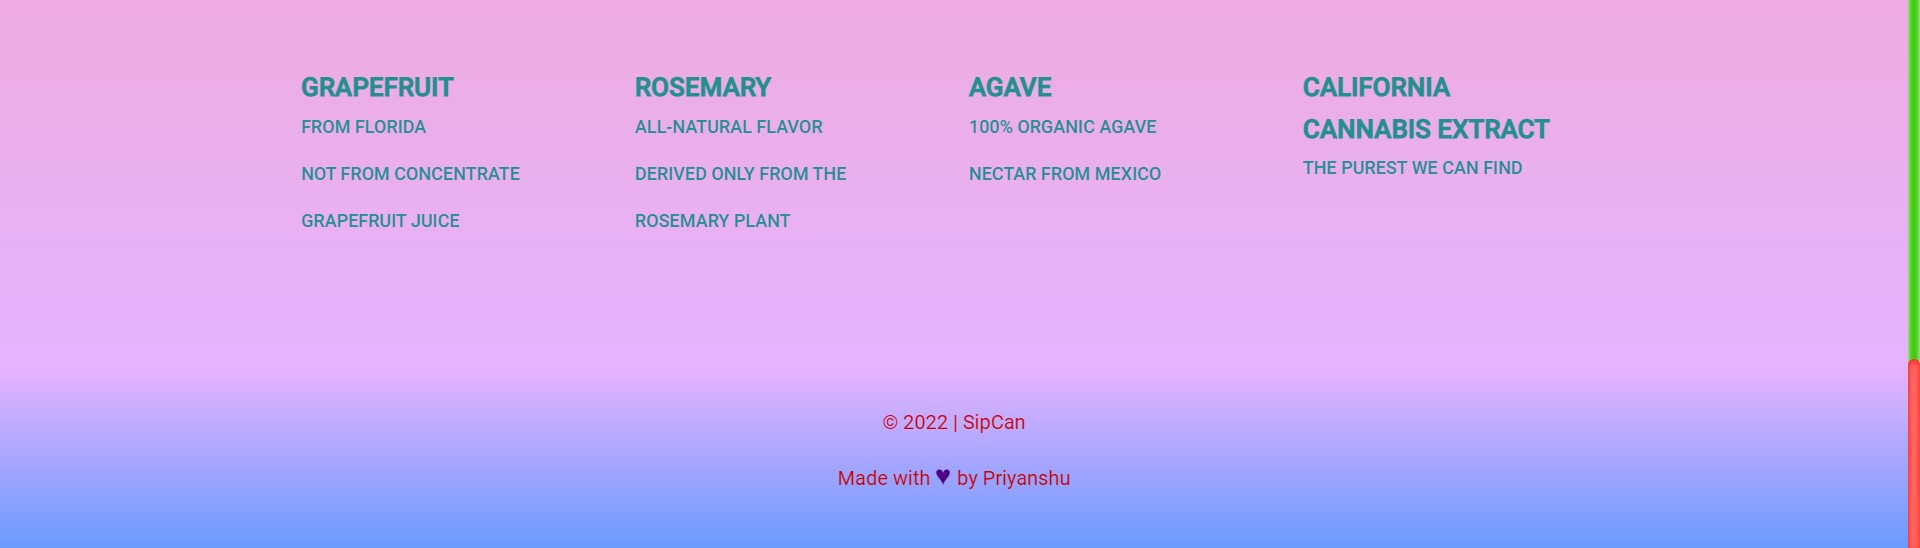 GRAPEFRUIT
FROM FLORIDA
NOT FROM CONCENTRATE
GRAPEFRUIT JUICE
ROSEMARY
ALL-NATURAL FLAVOR
DERIVED ONLY FROM THE
ROSEMARY PLANT
AGAVE
100% ORGANIC AGAVE
NECTAR FROM MEXICO
CALIFORNIA
CANNABIS EXTRACT
THE PUREST WE CAN FIND
© 2022 | SipCan
Made with ♥ by Priyanshu